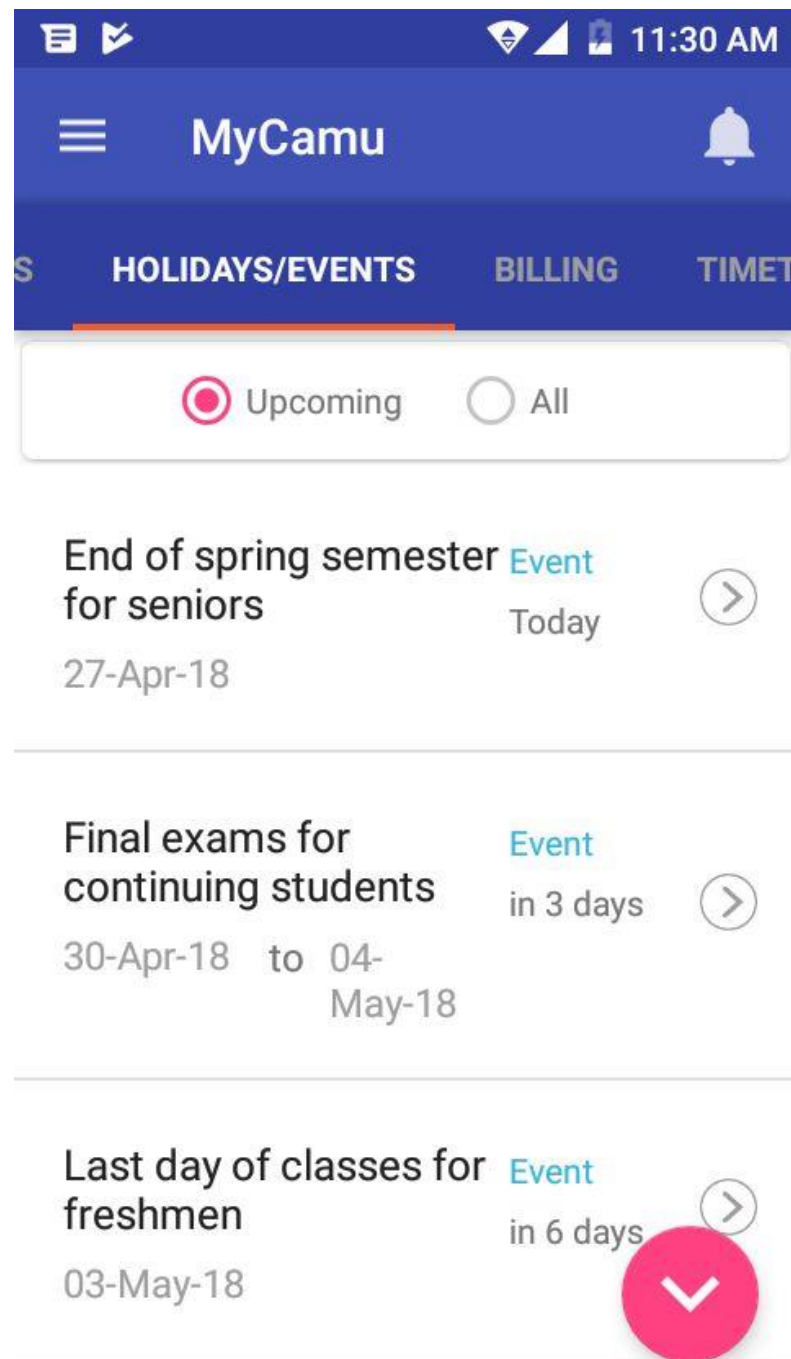 11:30 AM
MyCamu
S HOLIDAYS/EVENTS BILLING TIMET
Upcoming All
End of spring semester Event
for seniors Today
27-Apr-18
Final exams for Event
continuing students in 3 days
30-Apr-18 to 04-
May-18
Last day of classes for Event
freshmen in 6 days
03-May-18